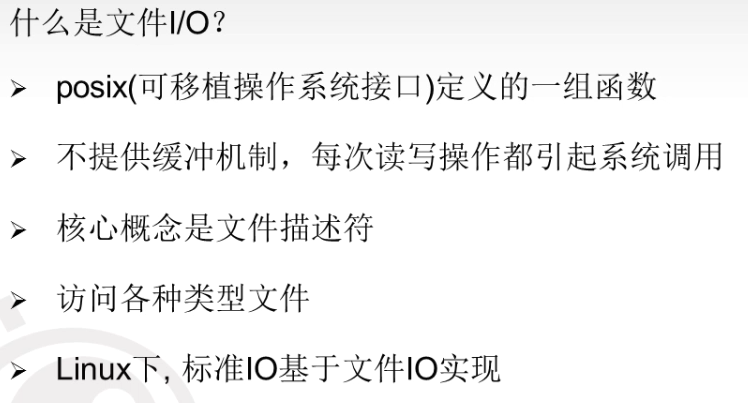 什么是文件I/O？
➢ posix(可移植操作系统接口)定义的一组函数
➢ 不提供缓冲机制，每次读写操作都引起系统调用
➢ 核心概念是文件描述符
➢ 访问各种类型文件
➢ Linux下, 标准IO基于文件IO实现